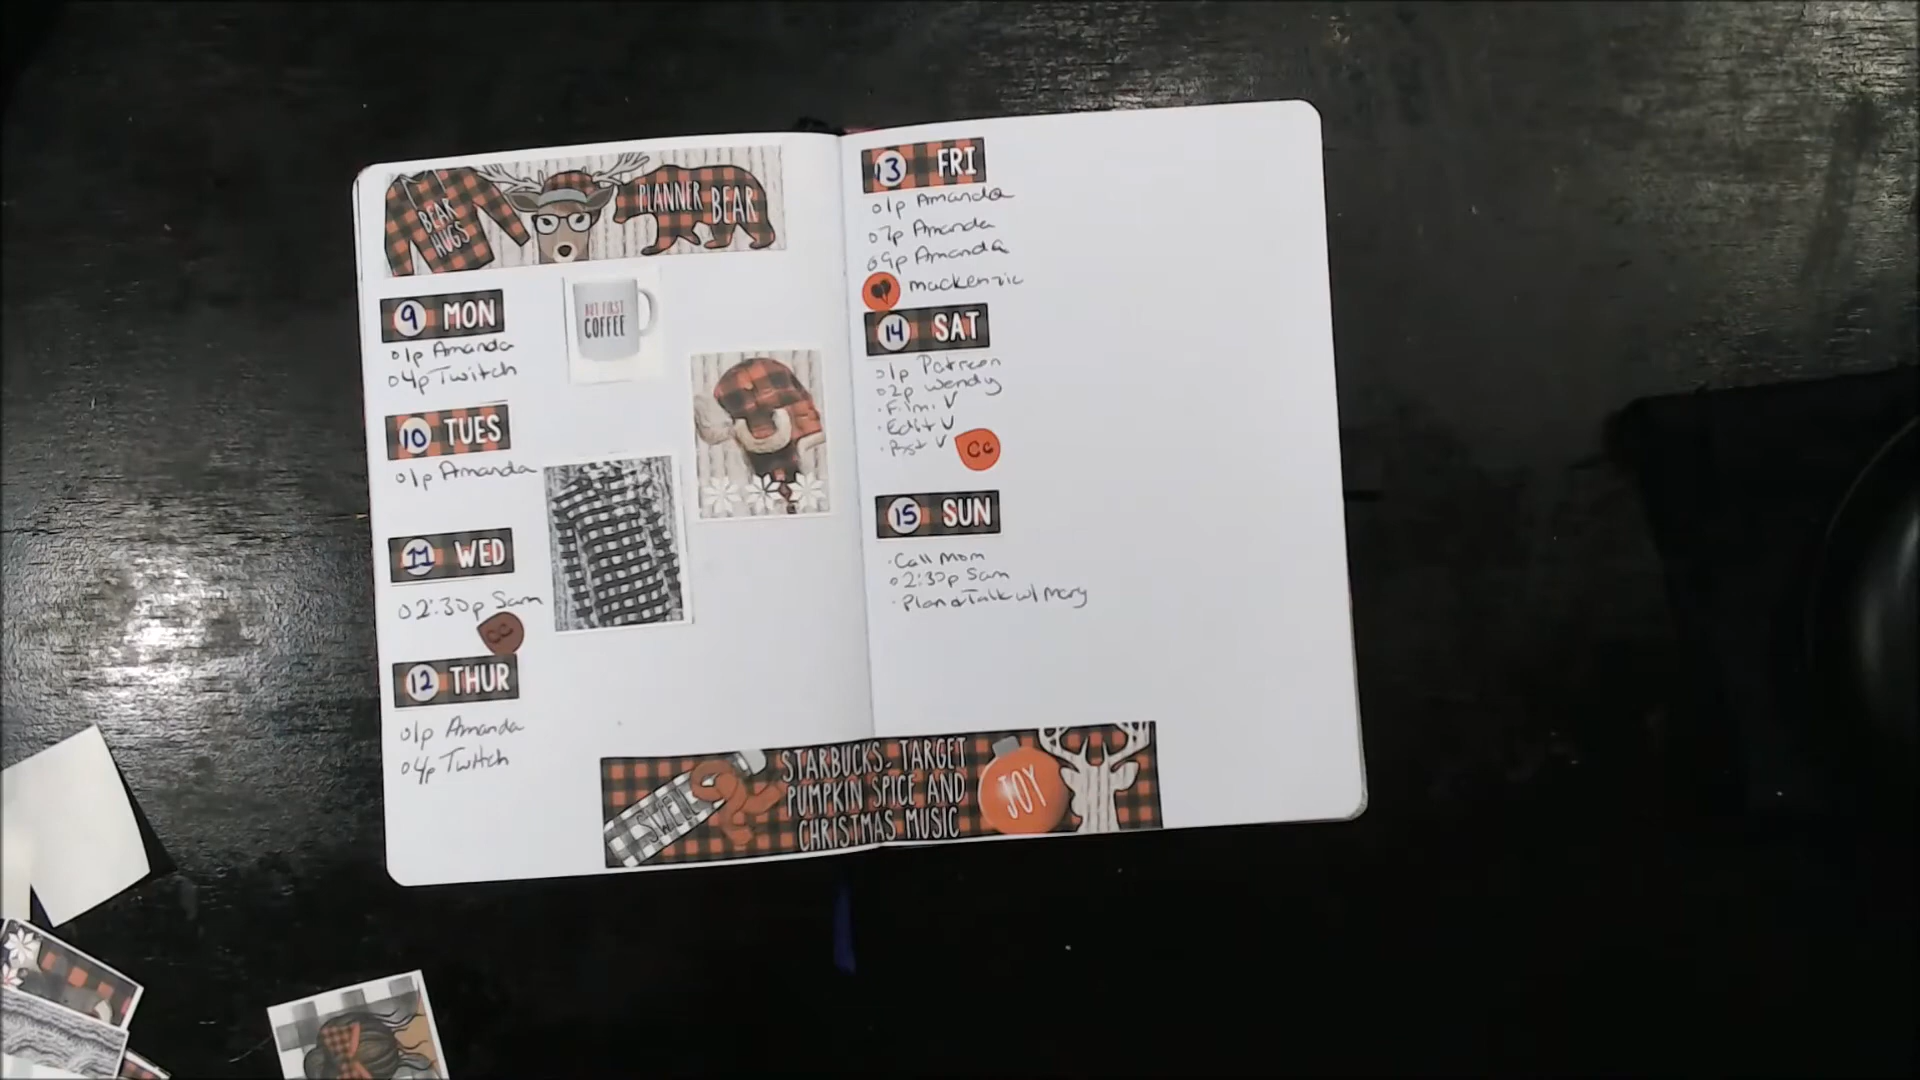 BEAR
HUGS
PLANNER BEAR
9 MON
o 1p Amanda
o 4p Twitch
BUT FIRST
COFFEE
10 TUES
o 1p Amanda
11 WED
o 2:30p Sam
CC
12 THUR
o 1p Amanda
o 4p Twitch
13 FRI
o 1p Amanda
o 7p Amanda
o 9p Amanda
mackenzie
14 SAT
o 1p Patreon
o 2p Wendy
· Film V
· Edit V
· Post V
CC
15 SUN
· Call Mom
o 2:30p Sam
· Plan & Talk w/ Mary
SWELL
STARBUCKS, TARGET
PUMPKIN SPICE AND
CHRISTMAS MUSIC
JOY